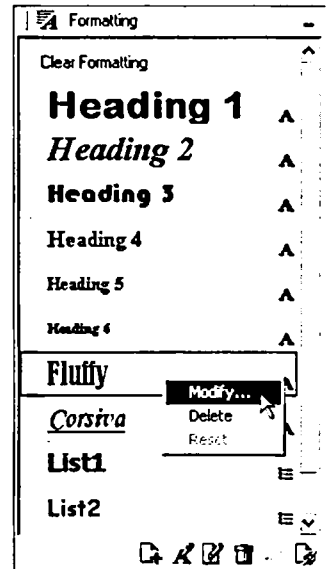 Formatting
Clear Formatting
Heading 1
Heading 2
Heading 3
Heading 4
Heading 5
Heading 6
Fluffy
Modify...
Corsiva
Delete
Reset
List1
List2